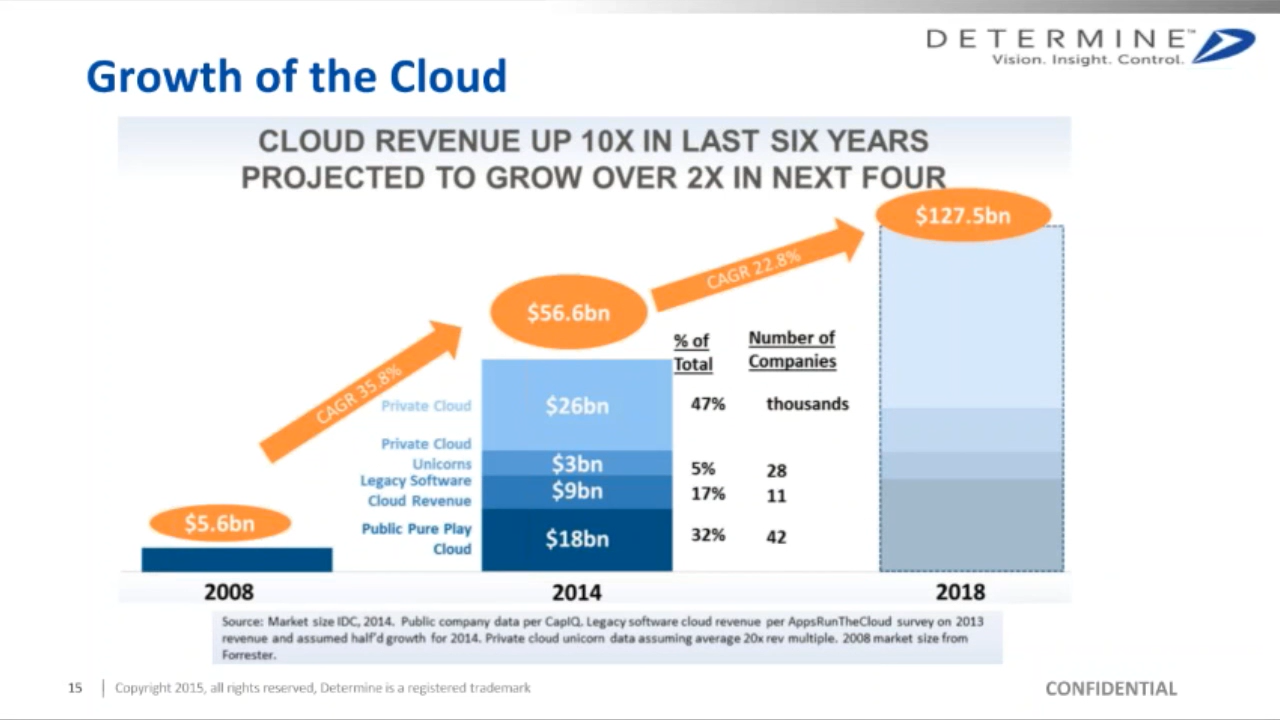 DETERMINE™
Vision. Insight. Control.
Growth of the Cloud
CLOUD REVENUE UP 10X IN LAST SIX YEARS
PROJECTED TO GROW OVER 2X IN NEXT FOUR
$127.5bn
CAGR 22.8%
$56.6bn
% of
Total
Number of
Companies
CAGR 35.8%
Private Cloud
$26bn
47%
thousands
Private Cloud
Unicorns
$3bn
5%
28
Legacy Software
Cloud Revenue
$9bn
17%
11
Public Pure Play
Cloud
$18bn
32%
42
$5.6bn
2008
2014
2018
Source: Market size IDC, 2014. Public company data per CapIQ. Legacy software cloud revenue per AppsRunTheCloud survey on 2013
revenue and assumed half'd growth for 2014. Private cloud unicorn data assuming average 20x rev multiple. 2008 market size from
Forrester.
15
Copyright 2015, all rights reserved, Determine is a registered trademark
CONFIDENTIAL